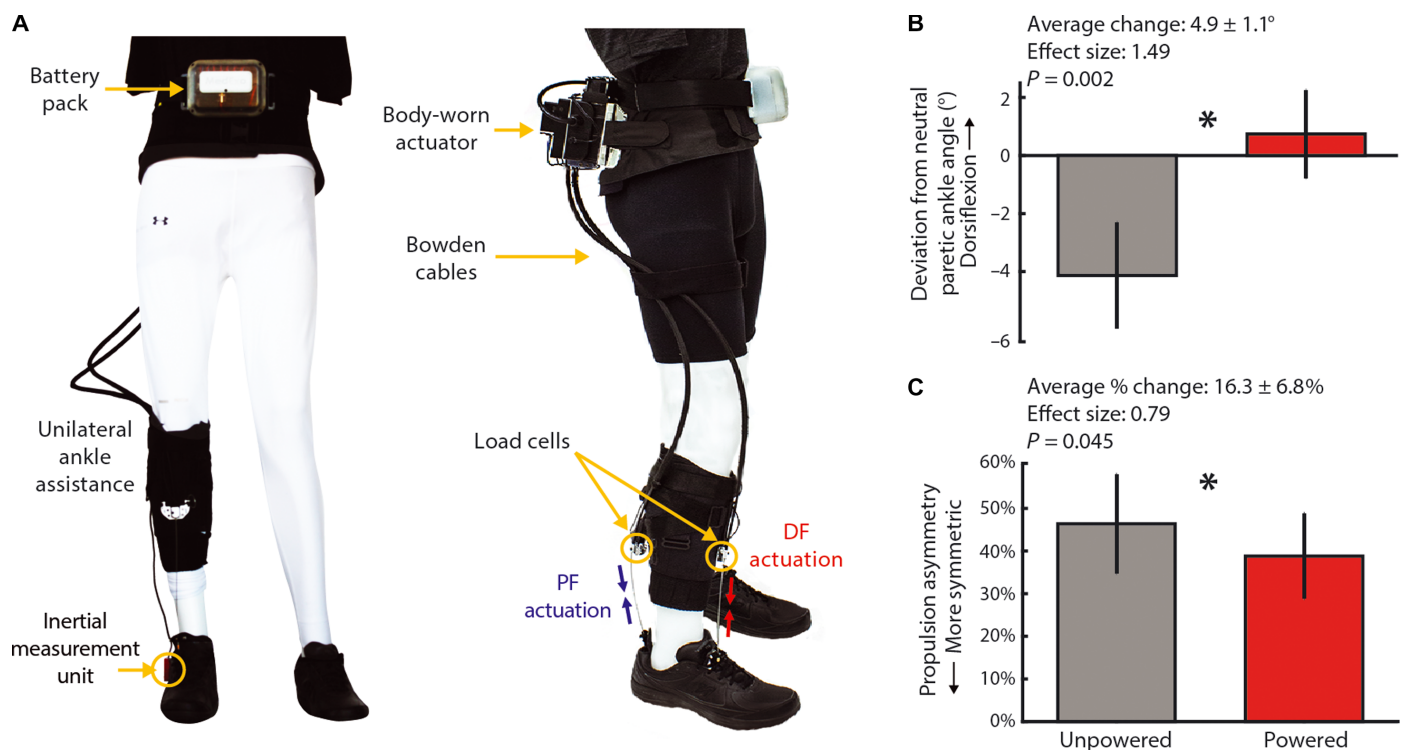 A
Battery
pack
Unilateral
ankle
assistance
Inertial
measurement
unit
Body-worn
actuator
Bowden
cables
Load cells
PF
actuation
DF
actuation
B
Average change: 4.9 ± 1.1°
Effect size: 1.49
P = 0.002
Deviation from neutral
paretic ankle angle (°)
Dorsiflexion →
2
0
−2
−4
−6
*
C
Average % change: 16.3 ± 6.8%
Effect size: 0.79
P = 0.045
Propulsion asymmetry
← More symmetric
60%
50%
40%
30%
20%
10%
0%
*
Unpowered
Powered